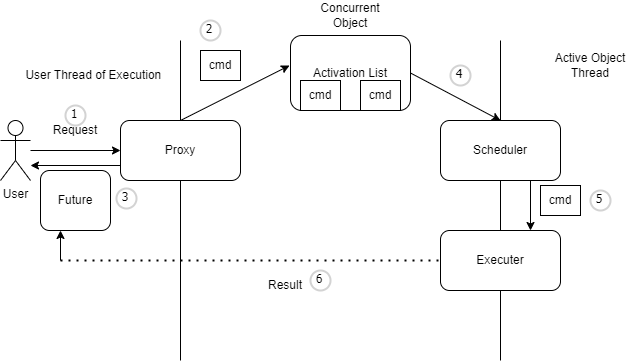 Concurrent
Object
2
cmd
User Thread of Execution
Active Object
Thread
Activation List
4
cmd
cmd
1
Request
Proxy
Scheduler
User
Future
3
cmd
5
Executer
Result
6